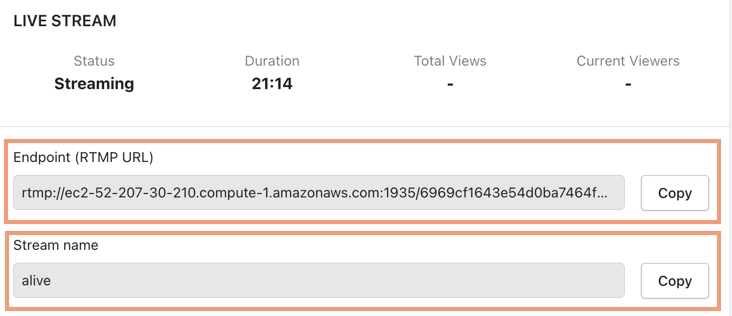 LIVE STREAM
Status Duration Total Views Current Viewers
Streaming 21:14 - -
Endpoint (RTMP URL)
rtmp://ec2-52-207-30-210.compute-1.amazonaws.com:1935/6969cf1643e54d0ba7464f... Copy
Stream name
alive Copy